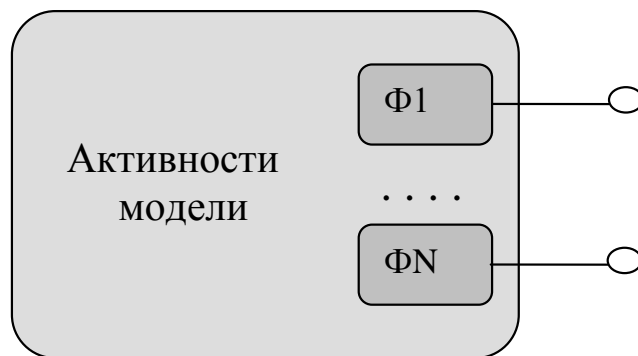 Ф1
Активности
модели
. . . .
ФN